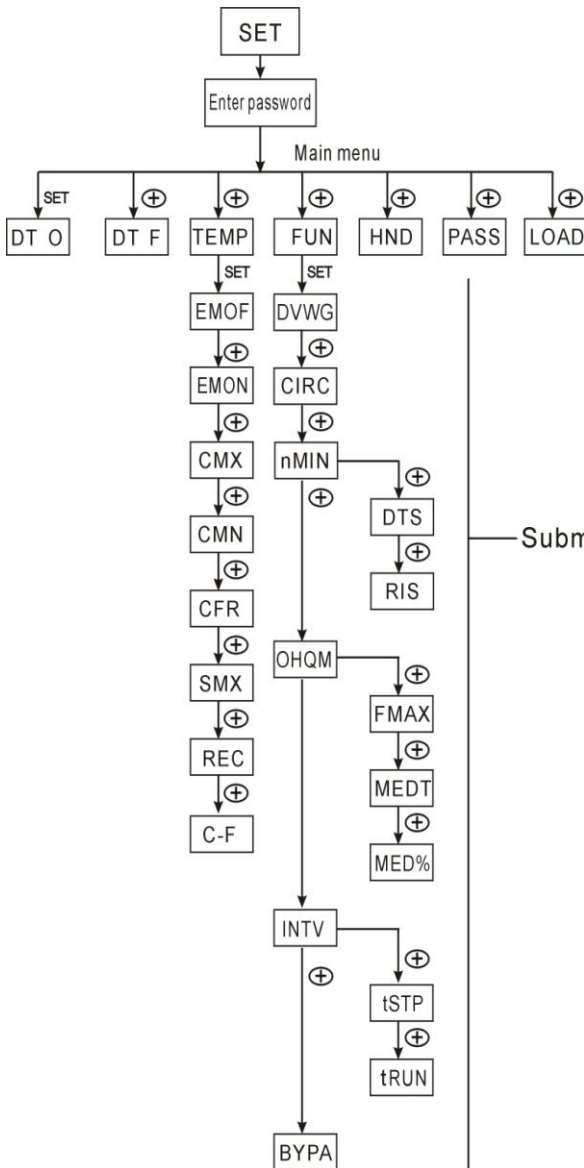 SET
Enter password
Main menu
SET
DT O
DT F
TEMP
FUN
HND
PASS
LOAD
SET
SET
EMOF
DVWG
EMON
CIRC
CMX
nMIN
CMN
DTS
Subm
CFR
RIS
OHQM
SMX
FMAX
REC
MEDT
C-F
MED%
INTV
tSTP
tRUN
BYPA